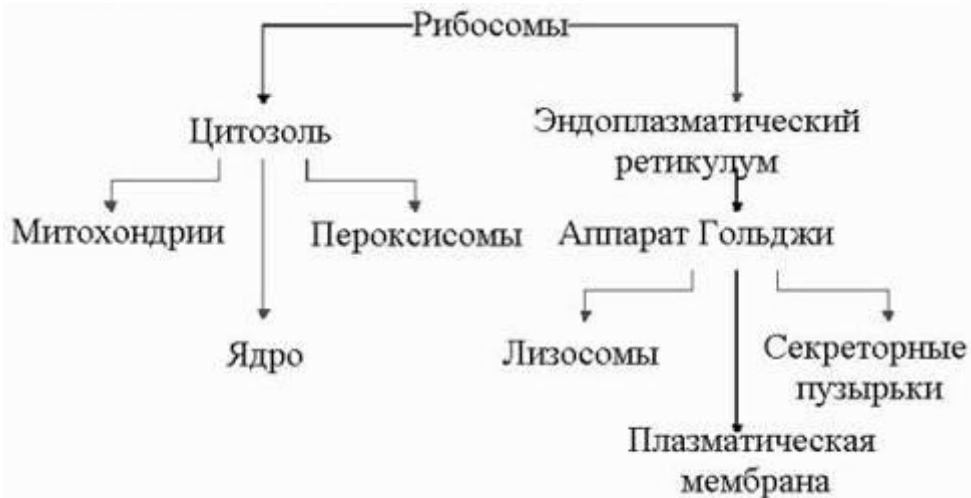 Рибосомы
Цитозоль
Эндоплазматический
ретикулум
Митохондрии
Пероксисомы
Аппарат Гольджи
Ядро
Лизосомы
Секреторные
пузырьки
Плазматическая
мембрана